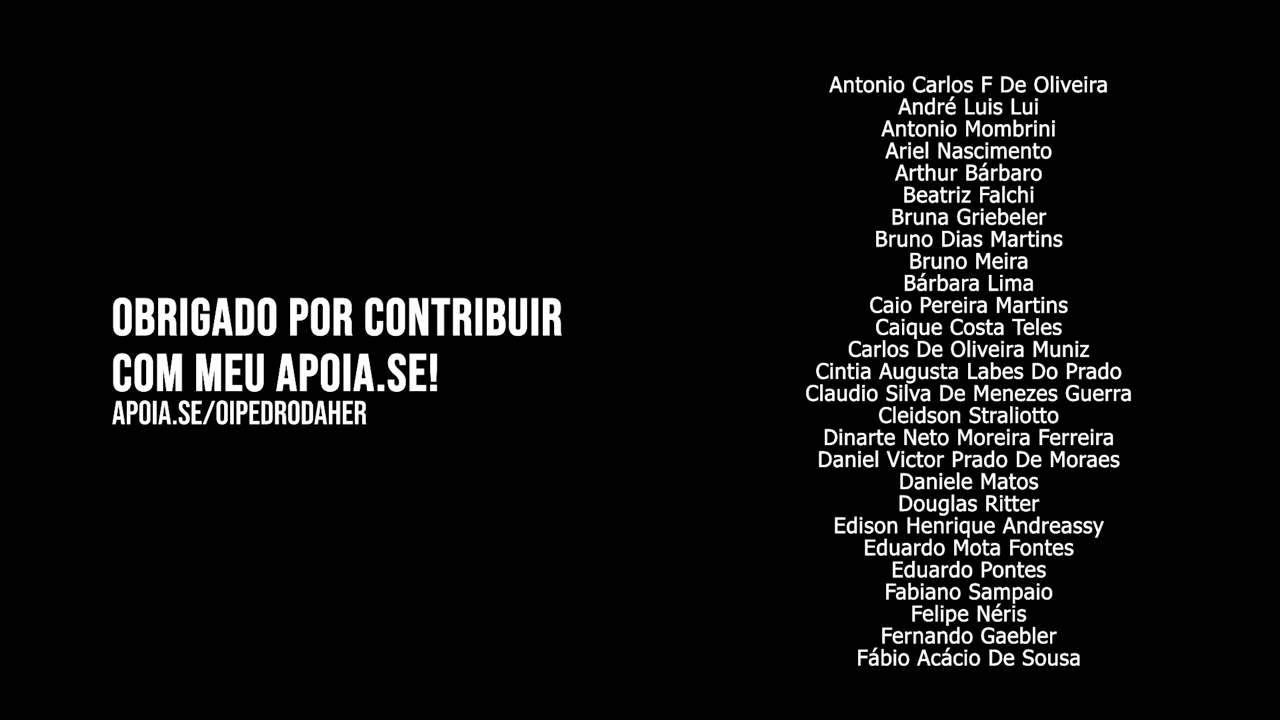 OBRIGADO POR CONTRIBUIR
COM MEU APOIA.SE!
APOIA.SE/OIPEDRODAHER
Antonio Carlos F De Oliveira
André Luis Lui
Antonio Mombrini
Ariel Nascimento
Arthur Bárbaro
Beatriz Falchi
Bruna Griebeler
Bruno Dias Martins
Bruno Meira
Bárbara Lima
Caio Pereira Martins
Caique Costa Teles
Carlos De Oliveira Muniz
Cintia Augusta Labes Do Prado
Claudio Silva De Menezes Guerra
Cleidson Straliotto
Dinarte Neto Moreira Ferreira
Daniel Victor Prado De Moraes
Daniele Matos
Douglas Ritter
Edison Henrique Andreassy
Eduardo Mota Fontes
Eduardo Pontes
Fabiano Sampaio
Felipe Néris
Fernando Gaebler
Fábio Acácio De Sousa